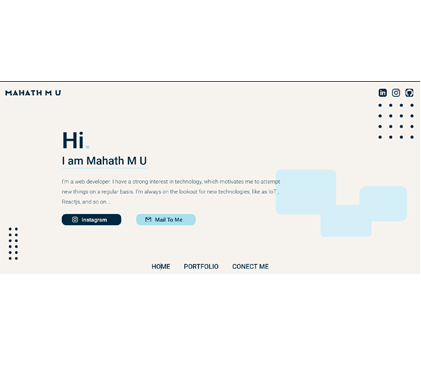 MAHATH M U
Hi.
I am Mahath M U
I'm a web developer. I have a strong interest in technology, which motivates me to attempt
new things on a regular basis. I'm always on the lookout for new technologies, like as IoT ,
Reactjs, and so on...
Instagram
Mail To Me
HOME PORTFOLIO CONECT ME